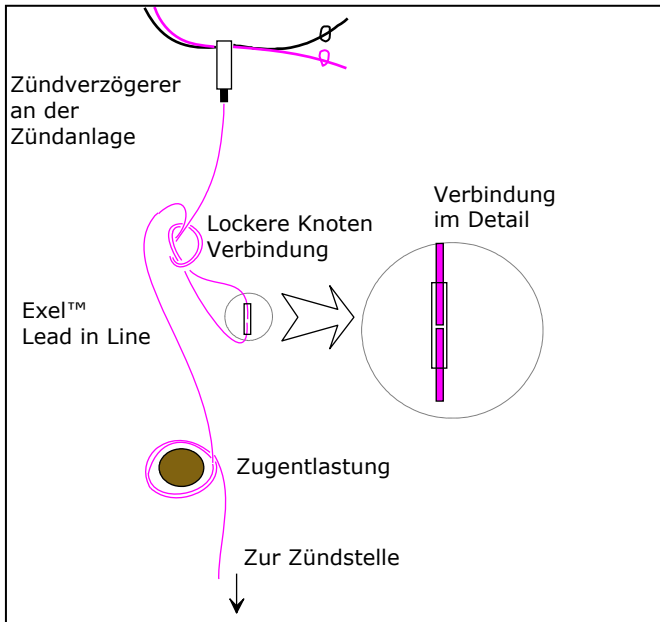 Zündverzögerer
an der
Zündanlage
Lockere Knoten
Verbindung
Verbindung
im Detail
Exel™
Lead in Line
Zugentlastung
Zur Zündstelle